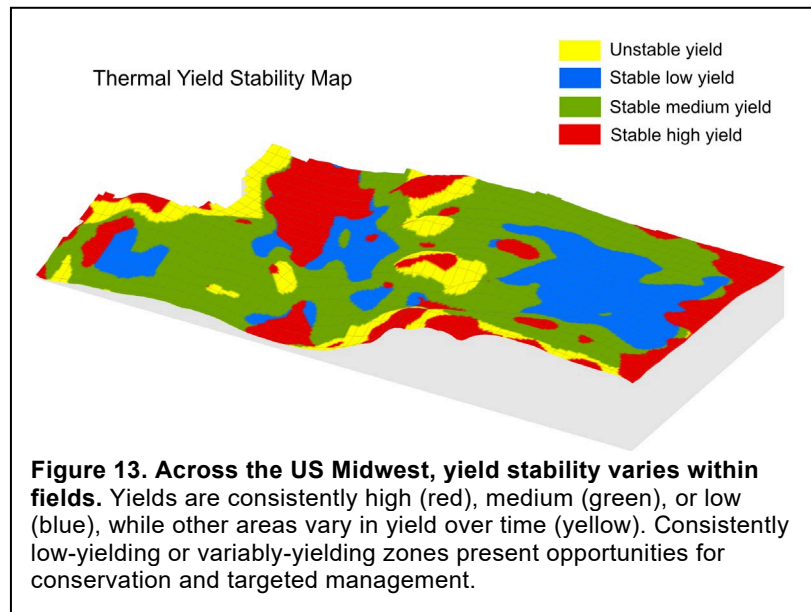 Thermal Yield Stability Map
Unstable yield
Stable low yield
Stable medium yield
Stable high yield
Figure 13. Across the US Midwest, yield stability varies within
fields. Yields are consistently high (red), medium (green), or low
(blue), while other areas vary in yield over time (yellow). Consistently
low-yielding or variably-yielding zones present opportunities for
conservation and targeted management.